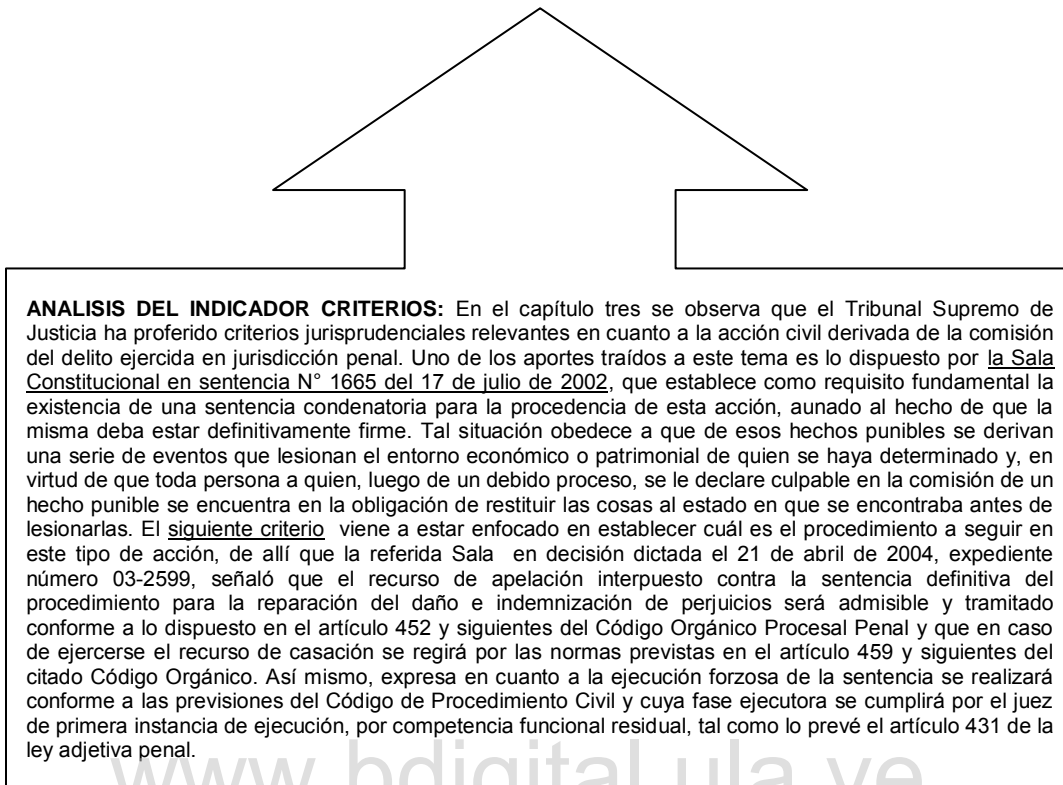 ANALISIS DEL INDICADOR CRITERIOS: En el capítulo tres se observa que el Tribunal Supremo de
Justicia ha proferido criterios jurisprudenciales relevantes en cuanto a la acción civil derivada de la comisión
del delito ejercida en jurisdicción penal. Uno de los aportes traídos a este tema es lo dispuesto por la Sala
Constitucional en sentencia N° 1665 del 17 de julio de 2002, que establece como requisito fundamental la
existencia de una sentencia condenatoria para la procedencia de esta acción, aunado al hecho de que la
misma deba estar definitivamente firme. Tal situación obedece a que de esos hechos punibles se derivan
una serie de eventos que lesionan el entorno económico o patrimonial de quien se haya determinado y, en
virtud de que toda persona a quien, luego de un debido proceso, se le declare culpable en la comisión de un
hecho punible se encuentra en la obligación de restituir las cosas al estado en que se encontraba antes de
lesionarlas. El siguiente criterio viene a estar enfocado en establecer cuál es el procedimiento a seguir en
este tipo de acción, de allí que la referida Sala en decisión dictada el 21 de abril de 2004, expediente
número 03-2599, señaló que el recurso de apelación interpuesto contra la sentencia definitiva del
procedimiento para la reparación del daño e indemnización de perjuicios será admisible y tramitado
conforme a lo dispuesto en el artículo 452 y siguientes del Código Orgánico Procesal Penal y que en caso
de ejercerse el recurso de casación se regirá por las normas previstas en el artículo 459 y siguientes del
citado Código Orgánico. Así mismo, expresa en cuanto a la ejecución forzosa de la sentencia se realizará
conforme a las previsiones del Código de Procedimiento Civil y cuya fase ejecutora se cumplirá por el juez
de primera instancia de ejecución, por competencia funcional residual, tal como lo prevé el artículo 431 de la
ley adjetiva penal.
www.bdigital.ula.ve